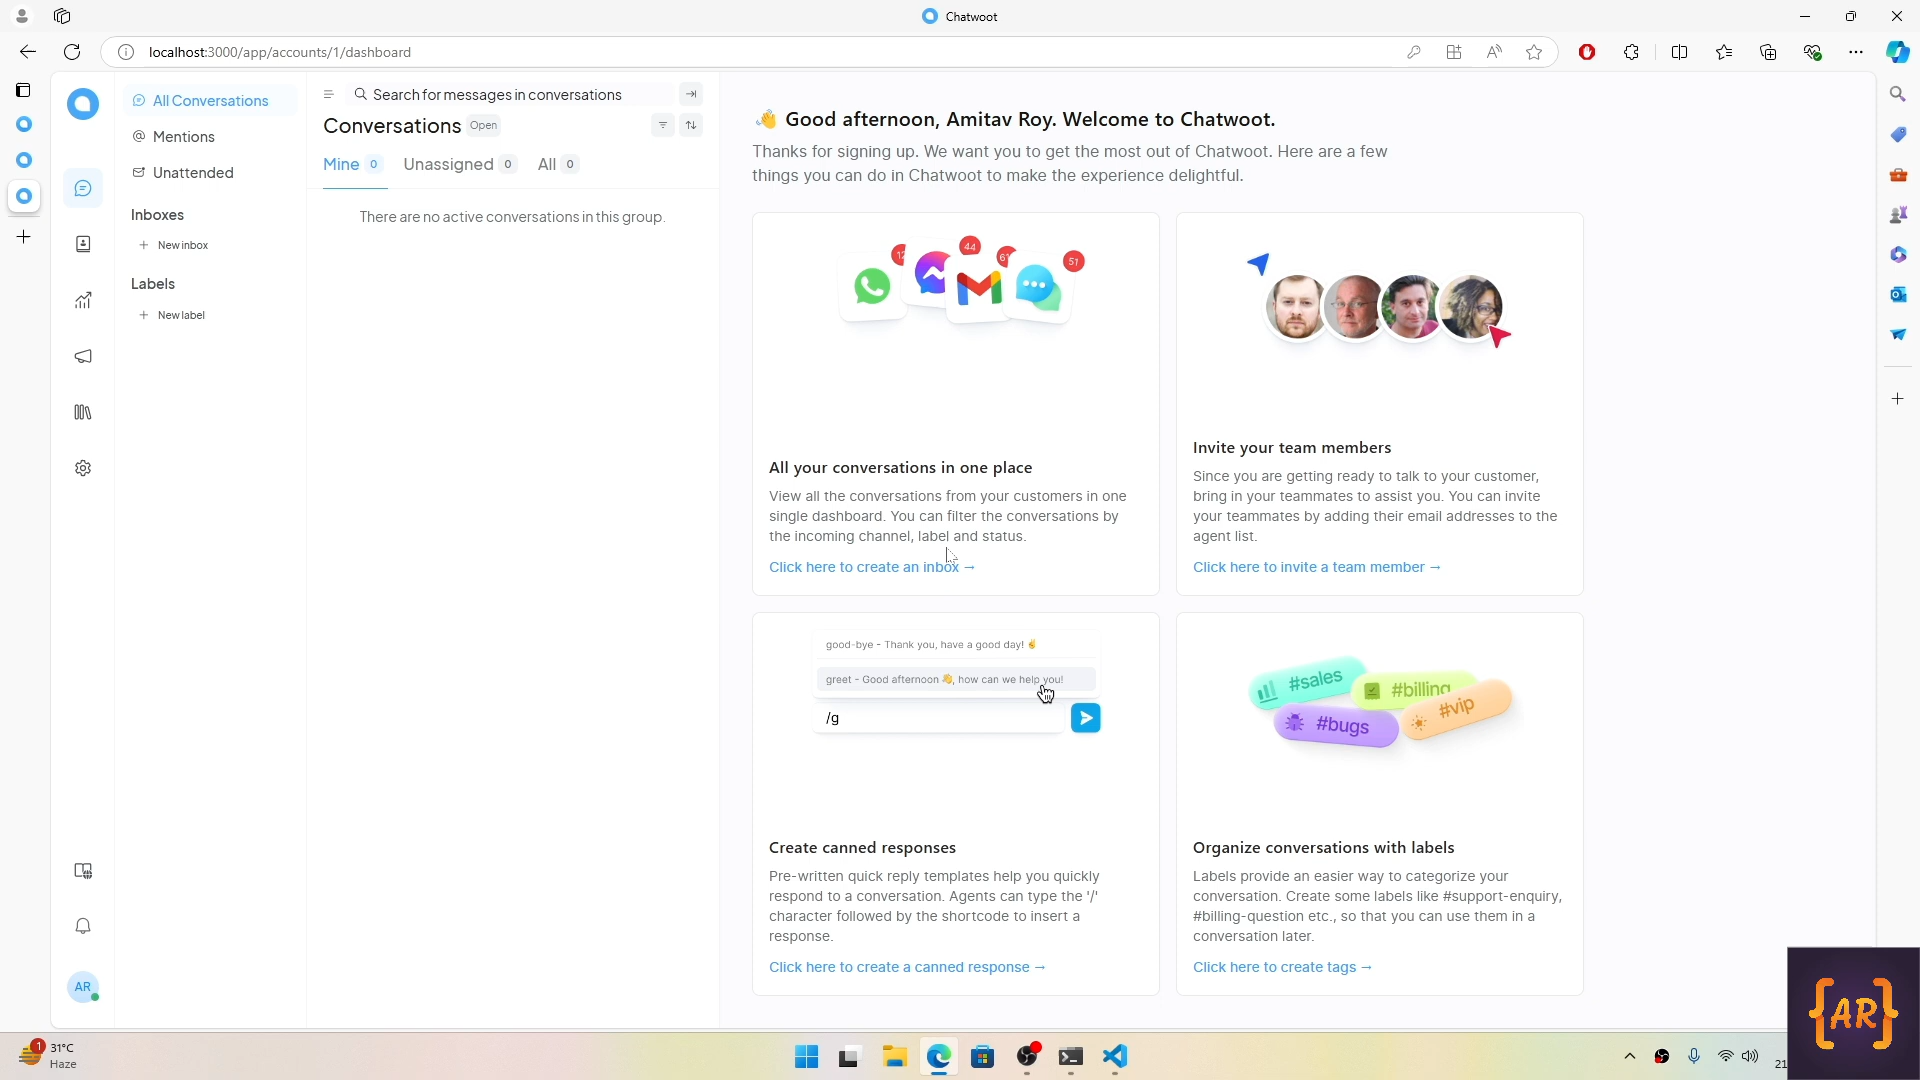 Chatwoot
localhost:3000/app/accounts/1/dashboard
All Conversations
Mentions
Unattended
Inboxes
New inbox
Labels
New label
Search for messages in conversations
Conversations Open
Mine 0 Unassigned 0 All 0
There are no active conversations in this group.
👋 Good afternoon, Amitav Roy. Welcome to Chatwoot.
Thanks for signing up. We want you to get the most out of Chatwoot. Here are a few
things you can do in Chatwoot to make the experience delightful.
12 44 61 51
All your conversations in one place
View all the conversations from your customers in one
single dashboard. You can filter the conversations by
the incoming channel, label and status.
Click here to create an inbox →
Invite your team members
Since you are getting ready to talk to your customer,
bring in your teammates to assist you. You can invite
your teammates by adding their email addresses to the
agent list.
Click here to invite a team member →
good-bye - Thank you, have a good day! ✌
greet - Good afternoon 👋, how can we help you!
/g
Create canned responses
Pre-written quick reply templates help you quickly
respond to a conversation. Agents can type the '/'
character followed by the shortcode to insert a
response.
Click here to create a canned response →
#sales
#billing
#bugs
#vip
Organize conversations with labels
Labels provide an easier way to categorize your
conversation. Create some labels like #support-enquiry,
#billing-question etc., so that you can use them in a
conversation later.
Click here to create tags →
AR
{AR}
1
31°C
Haze
21